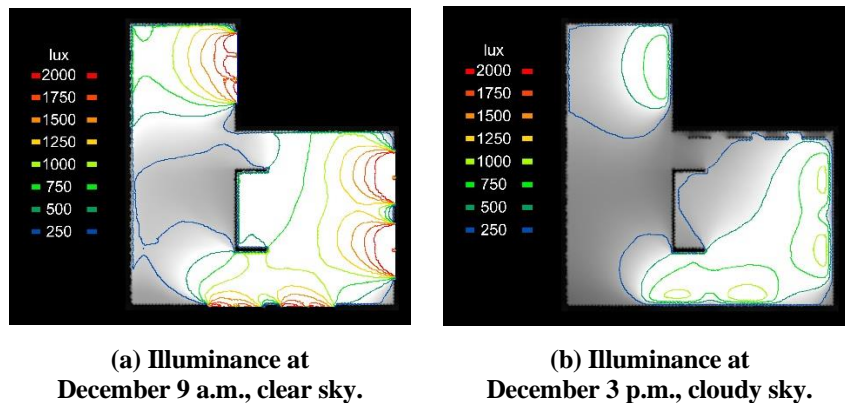 lux
2000
1750
1500
1250
1000
750
500
250
lux
2000
1750
1500
1250
1000
750
500
250
(a) Illuminance at
December 9 a.m., clear sky.
(b) Illuminance at
December 3 p.m., cloudy sky.